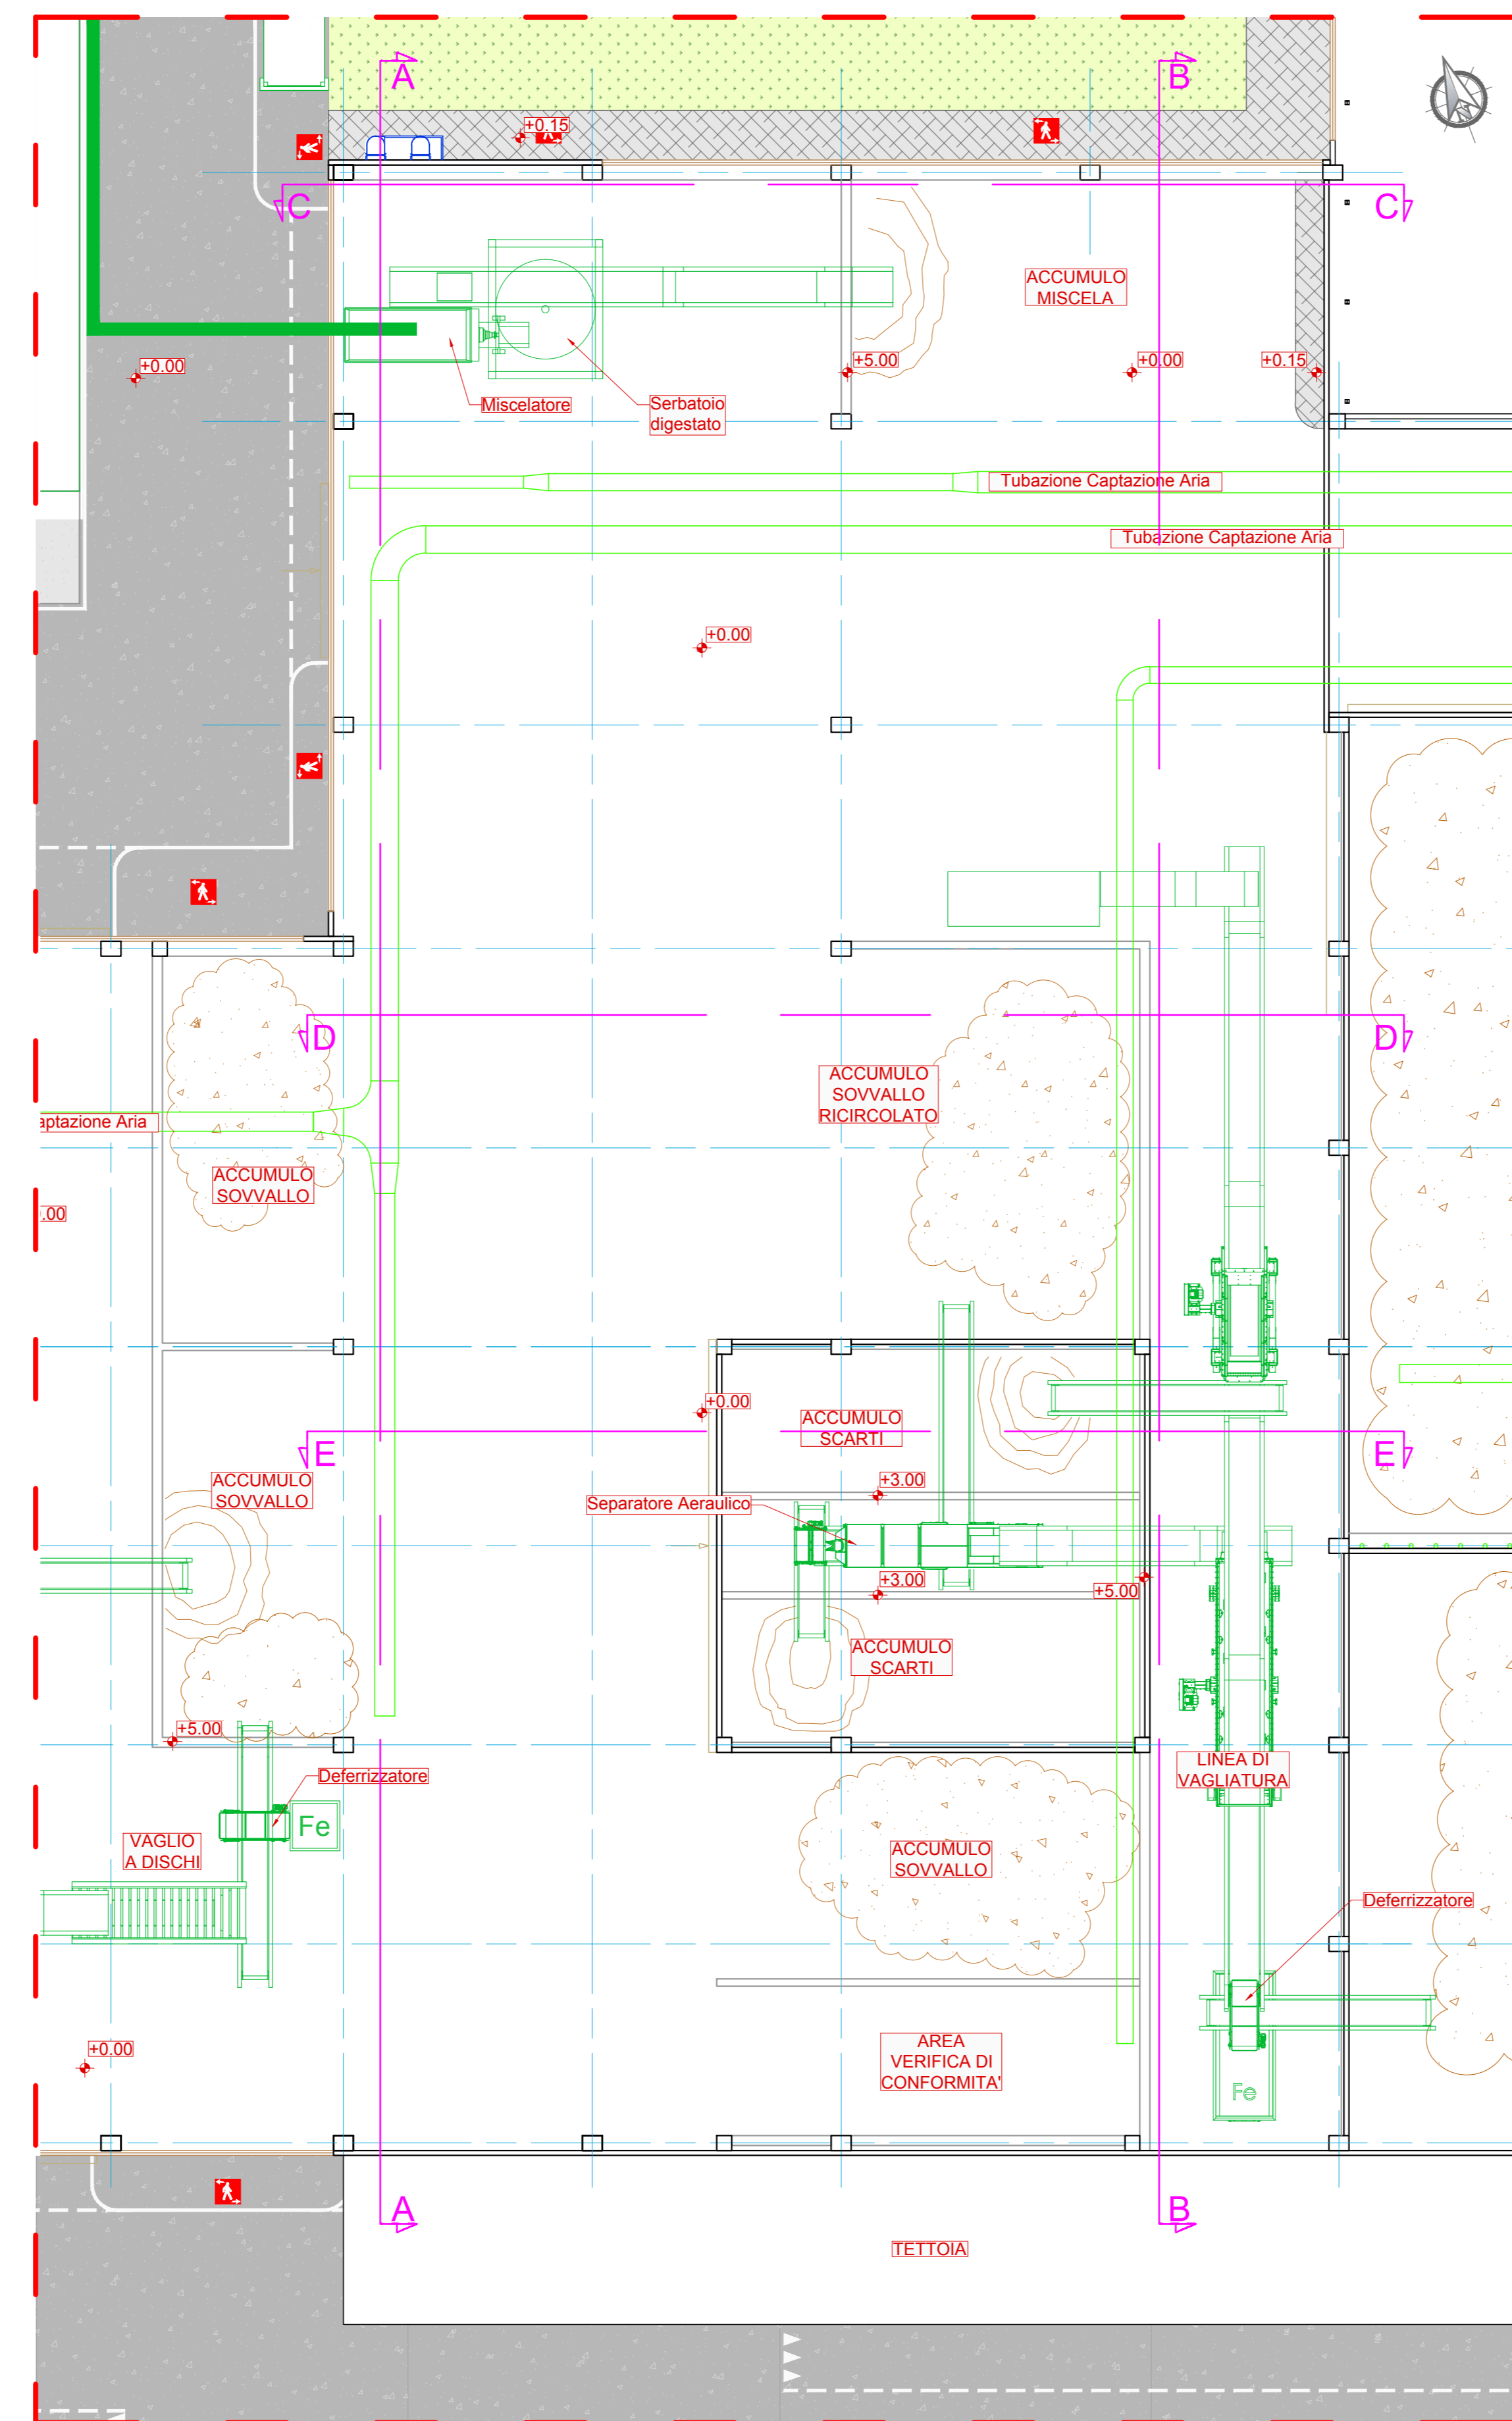 A
B
+0.15
C
C
ACCUMULO
MISCELA
+0.00
+5.00
+0.00
+0.15
Miscelatore
Serbatoio
digestato
Tubazione Captazione Aria
Tubazione Captazione Aria
+0.00
D
D
ACCUMULO
SOVVALLO
RICIRCOLATO
aptazione Aria
ACCUMULO
SOVVALLO
.00
+0.00
ACCUMULO
SCARTI
E
E
ACCUMULO
SOVVALLO
+3.00
Separatore Aeraulico
+3.00
+5.00
ACCUMULO
SCARTI
+5.00
LINEA DI
VAGLIATURA
Deferrizzatore
Fe
VAGLIO
A DISCHI
ACCUMULO
SOVVALLO
Deferrizzatore
+0.00
AREA
VERIFICA DI
CONFORMITA'
Fe
A
B
TETTOIA